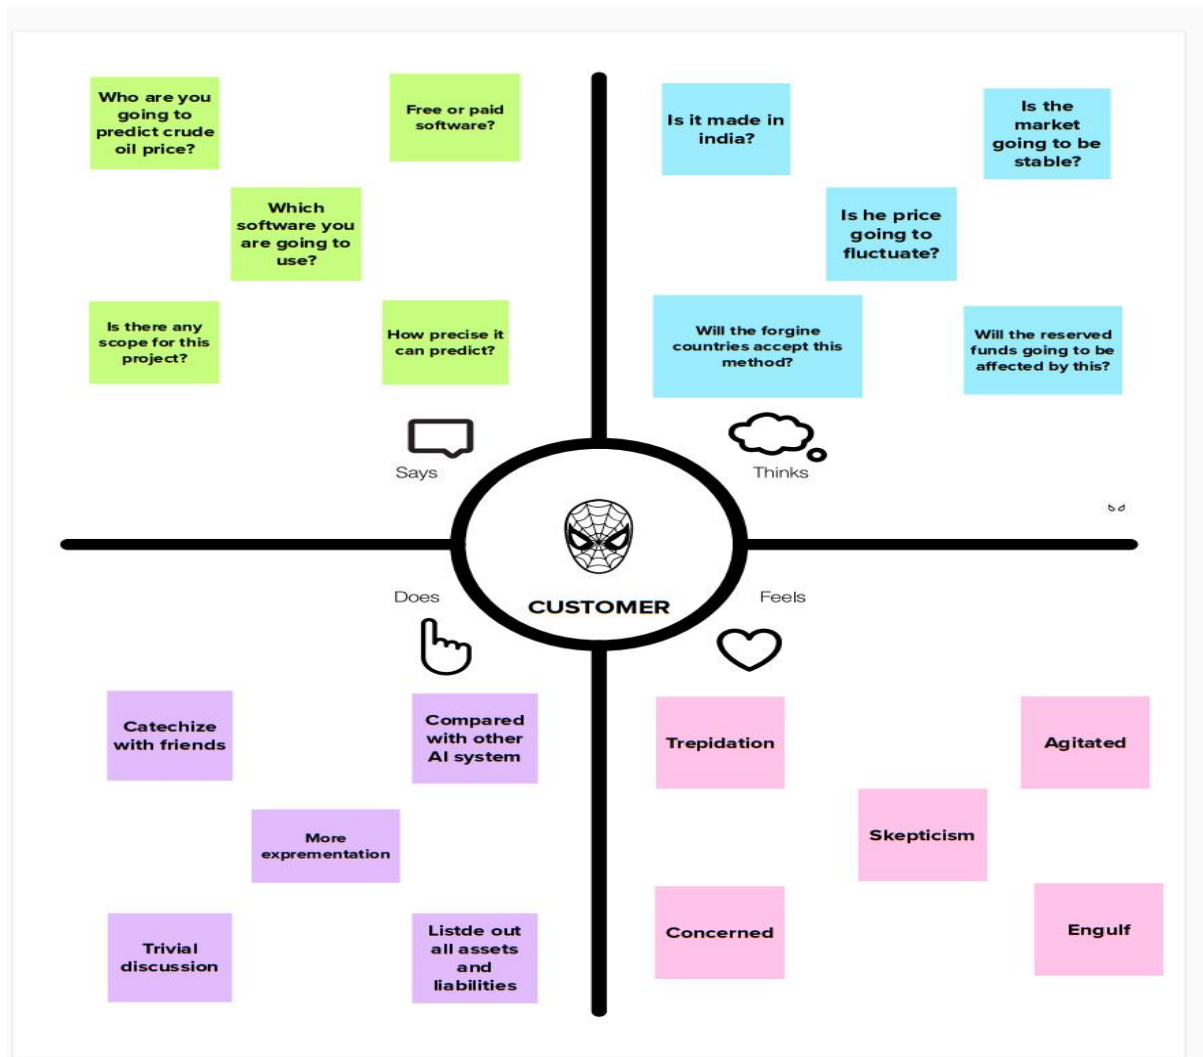 Who are you
going to
predict crude
oil price?
Free or paid
software?
Which
software you
are going to
use?
Is there any
scope for this
project?
How precise it
can predict?
Says
Is it made in
india?
Is the
market
going to be
stable?
Is he price
going to
fluctuate?
Will the forgine
countries accept this
method?
Will the reserved
funds going to be
affected by this?
Thinks
CUSTOMER
Does
Catechize
with friends
Compared
with other
AI system
More
exprementation
Trivial
discussion
Listde out
all assets
and
liabilities
Feels
Trepidation
Agitated
Skepticism
Concerned
Engulf